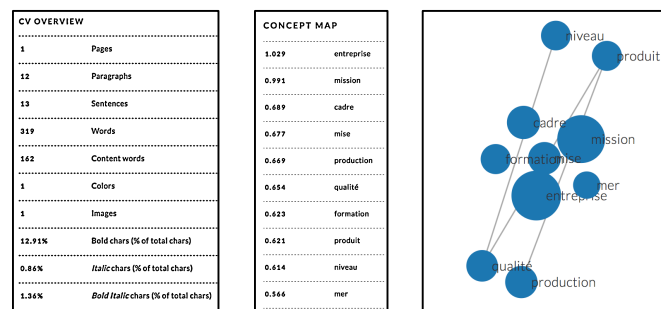 CV OVERVIEW
1 Pages
12 Paragraphs
13 Sentences
319 Words
162 Content words
1 Colors
1 Images
12.91% Bold chars (% of total chars)
0.86% Italic chars (% of total chars)
1.36% Bold Italic chars (% of total chars)
CONCEPT MAP
1.029 entreprise
0.991 mission
0.689 cadre
0.677 mise
0.669 production
0.654 qualité
0.623 formation
0.621 produit
0.614 niveau
0.566 mer
niveau
produit
cadre
mission
formation
mise
mer
entreprise
qualité
production